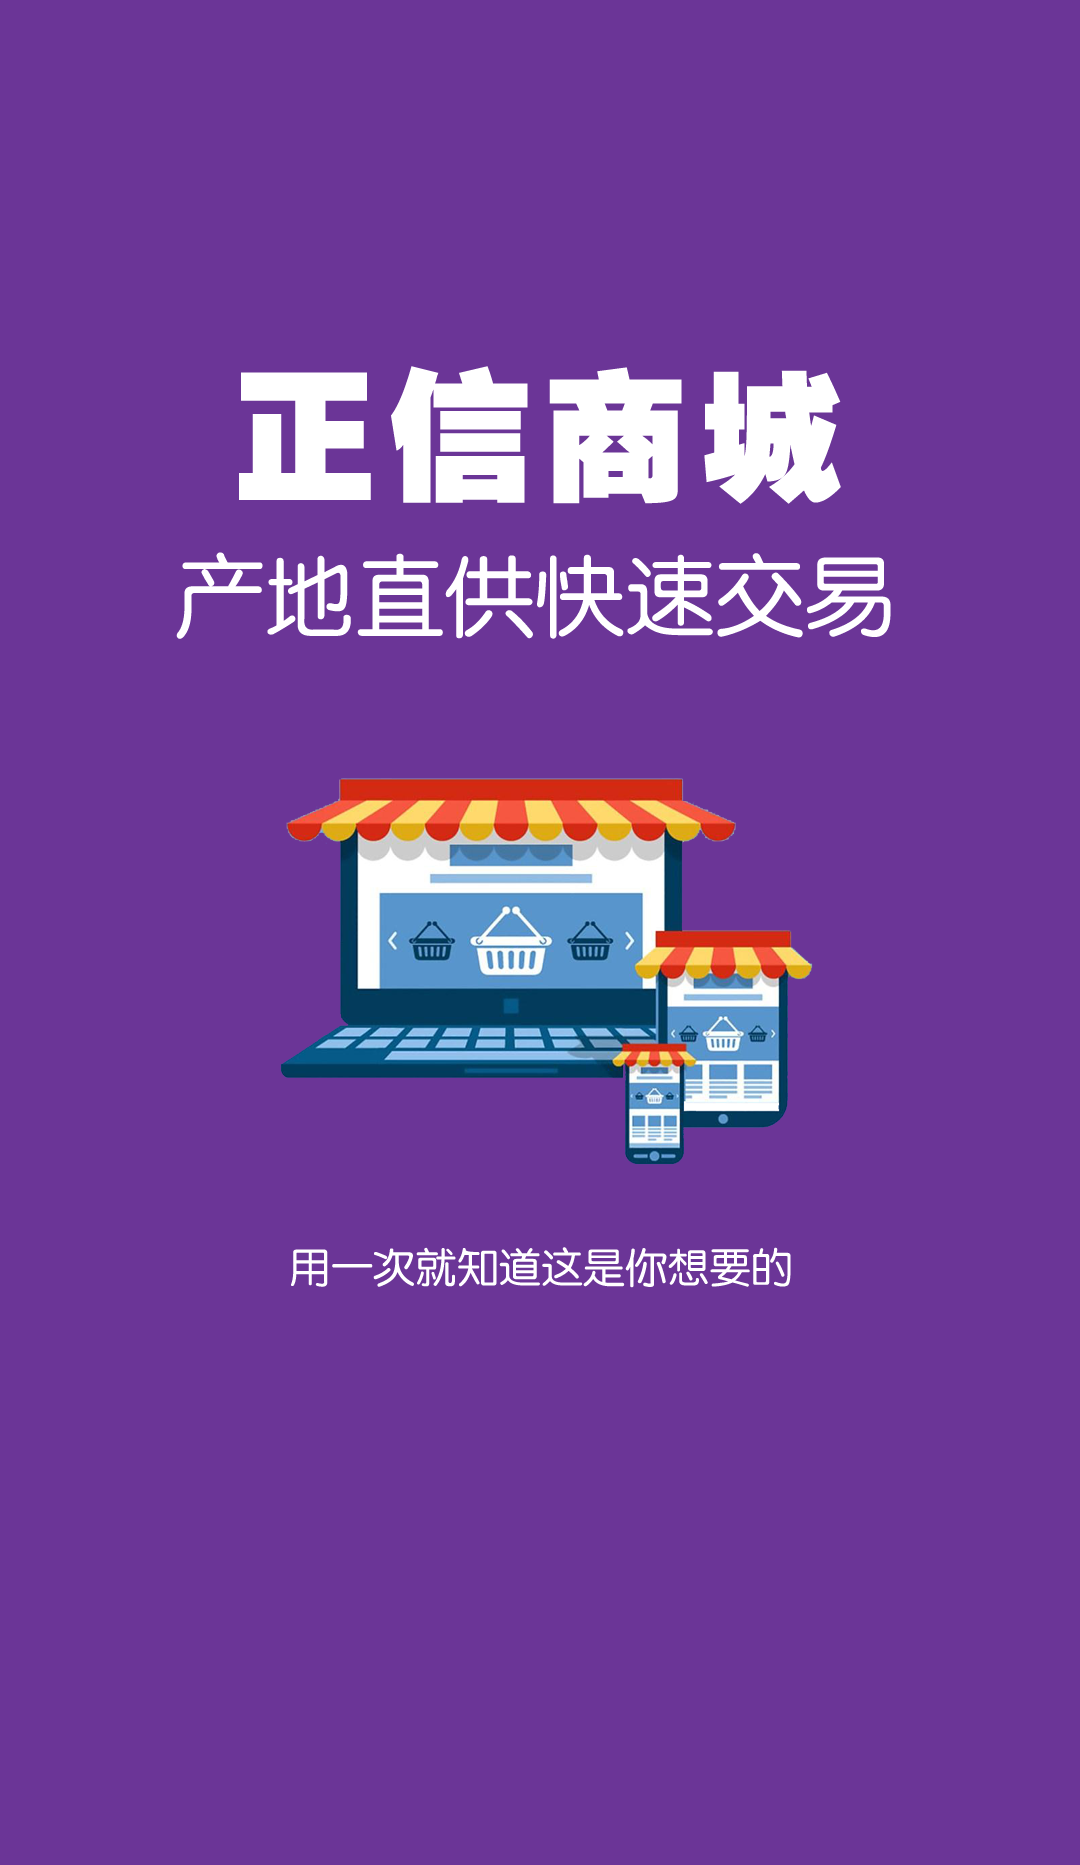 正信商城
产地直供快速交易
用一次就知道这是你想要的